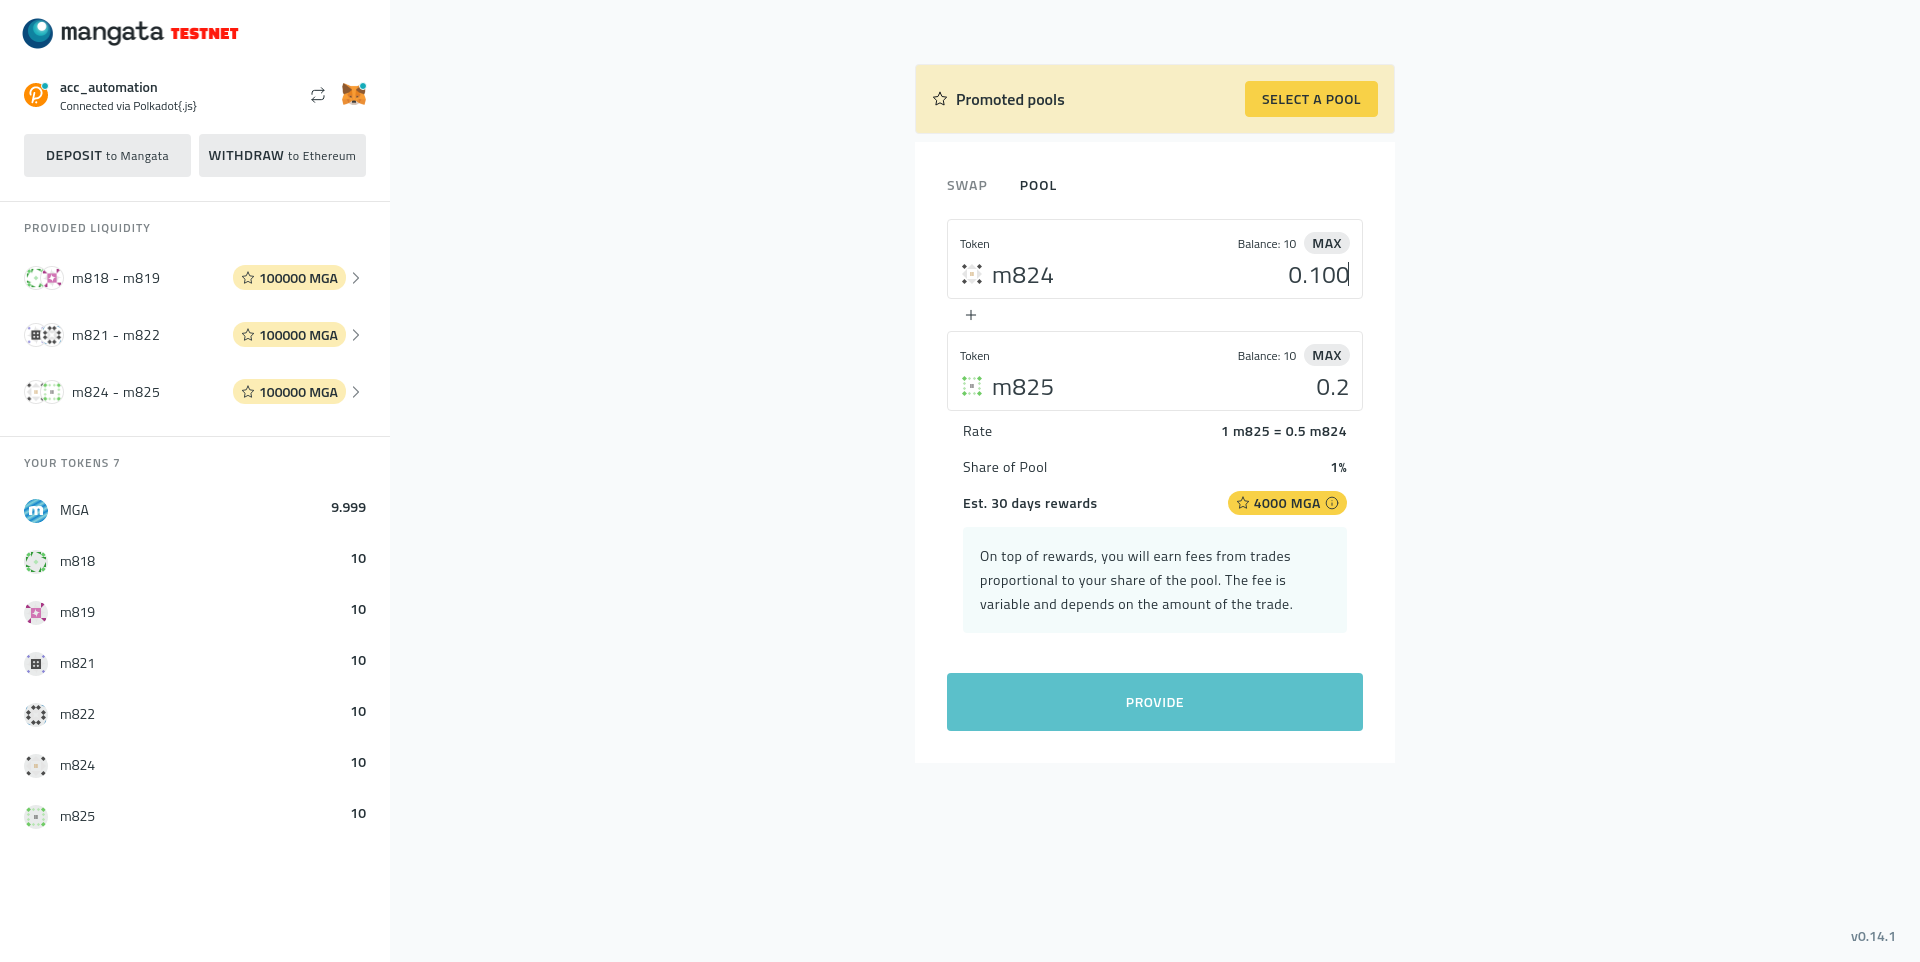 mangata TESTNET
acc_automation
Connected via Polkadot{.js}
DEPOSIT to Mangata
WITHDRAW to Ethereum
PROVIDED LIQUIDITY
m818 - m819 100000 MGA
m821 - m822 100000 MGA
m824 - m825 100000 MGA
YOUR TOKENS 7
MGA 9.999
m818 10
m819 10
m821 10
m822 10
m824 10
m825 10
Promoted pools SELECT A POOL
SWAP POOL
Token Balance: 10 MAX
m824 0.100
Token Balance: 10 MAX
m825 0.2
Rate 1 m825 = 0.5 m824
Share of Pool 1%
Est. 30 days rewards 4000 MGA
On top of rewards, you will earn fees from trades
proportional to your share of the pool. The fee is
variable and depends on the amount of the trade.
PROVIDE
v0.14.1